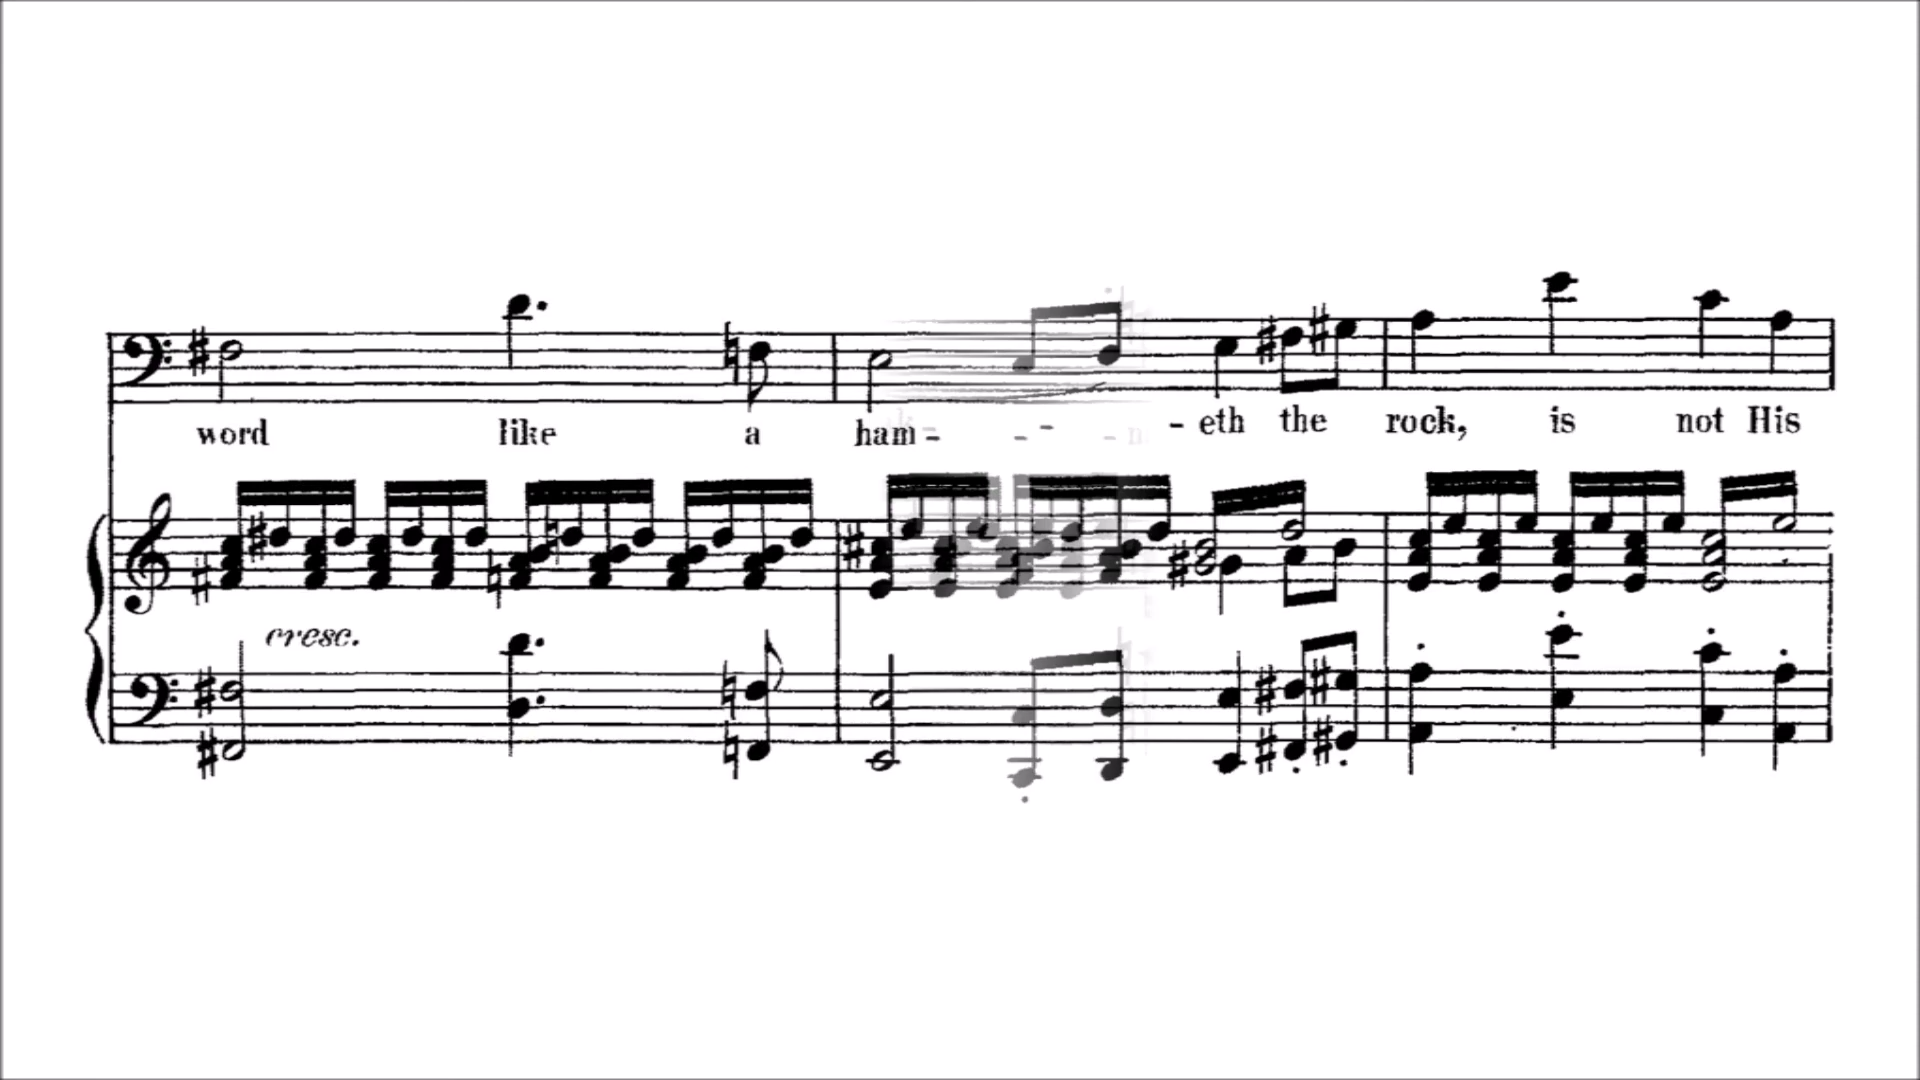 word like a ham- - - - -eth the rock, is not His
cresc.